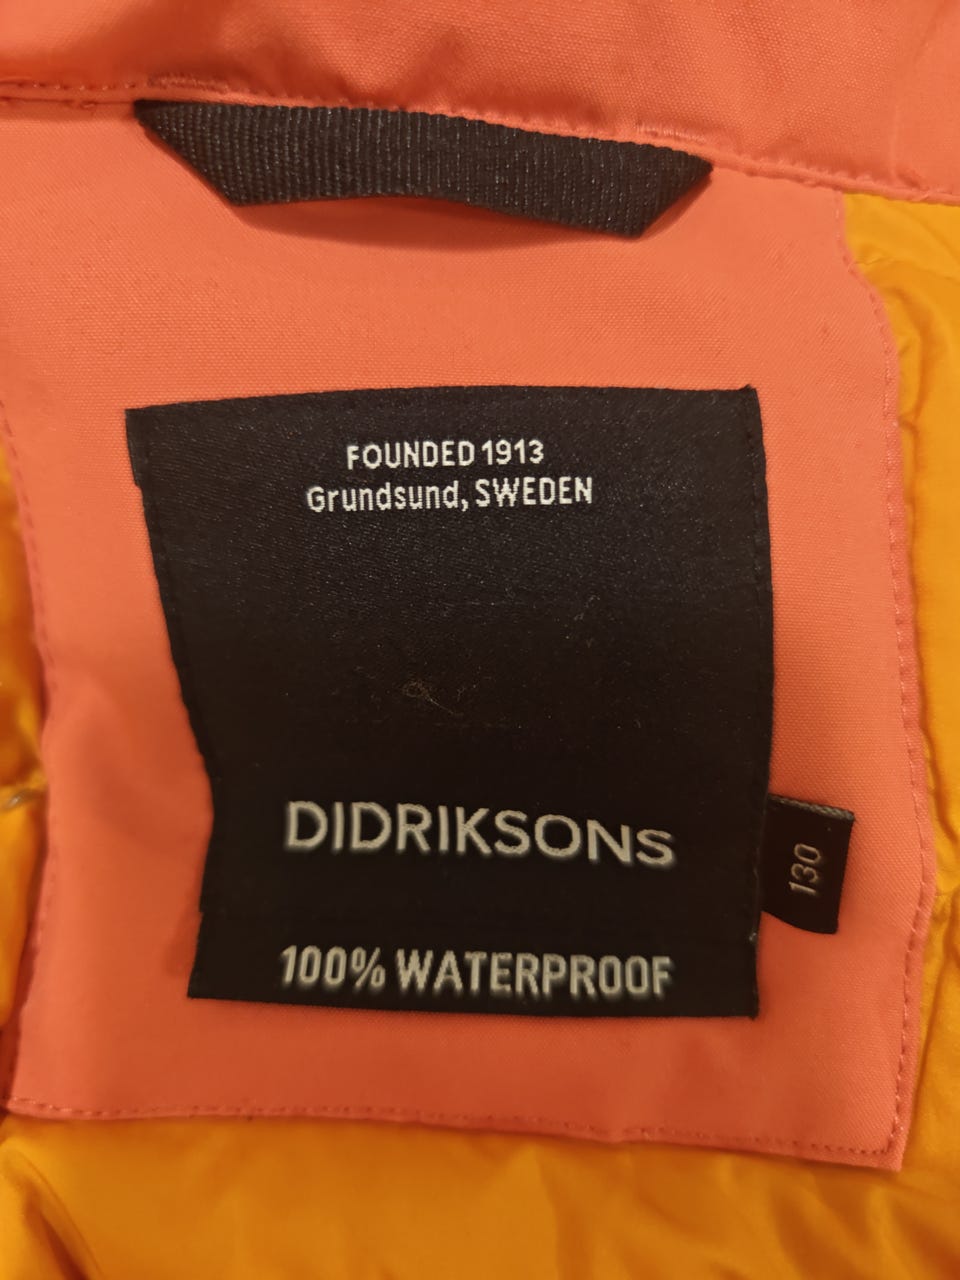 FOUNDED 1913
Grundsund, SWEDEN
DIDRIKSONS
130
100% WATERPROOF